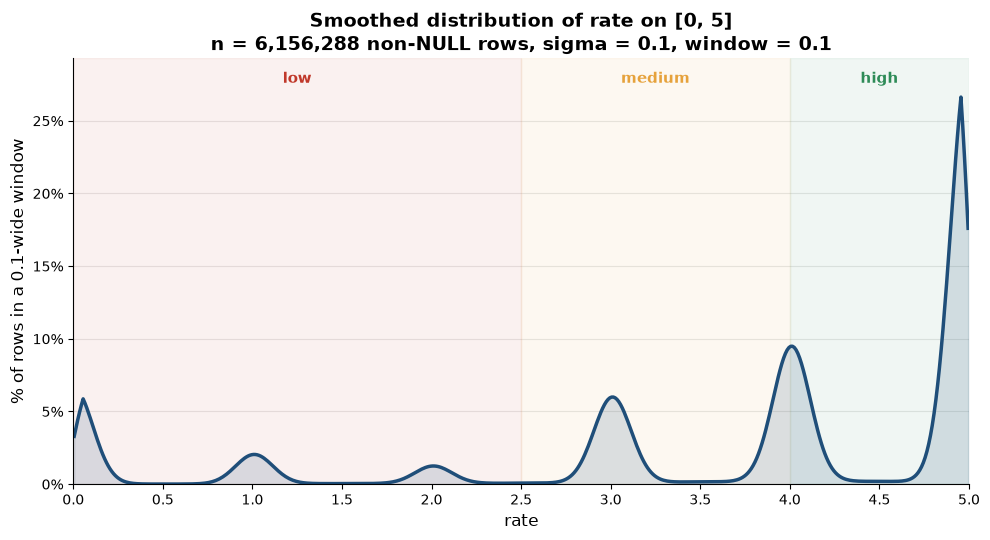 Smoothed distribution of rate on [0, 5]
n = 6,156,288 non-NULL rows, sigma = 0.1, window = 0.1
low
medium
high
% of rows in a 0.1-wide window
25%
20%
15%
10%
5%
0%
0.0 0.5 1.0 1.5 2.0 2.5 3.0 3.5 4.0 4.5 5.0
rate